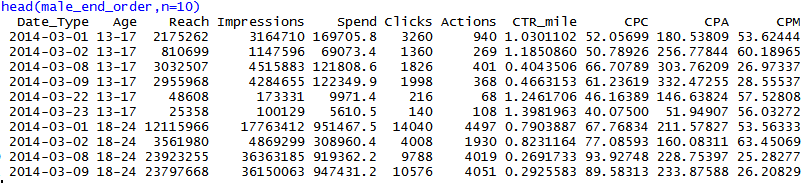 head(male_end_order,n=10)
Date_Type Age Reach Impressions Spend Clicks Actions CTR_mile CPC CPA CPM
2014-03-01 13-17 2175262 3164710 169705.8 3260 940 1.0301102 52.05699 180.53809 53.62444
2014-03-02 13-17 810699 1147596 69073.4 1360 269 1.1850860 50.78926 256.77844 60.18965
2014-03-08 13-17 3032507 4515883 121808.6 1826 401 0.4043506 66.70789 303.76209 26.97337
2014-03-09 13-17 2955968 4284655 122349.9 1998 368 0.4663153 61.23619 332.47255 28.55537
2014-03-22 13-17 48608 173331 9971.4 216 68 1.2461706 46.16389 146.63824 57.52808
2014-03-23 13-17 25358 100129 5610.5 140 108 1.3981963 40.07500 51.94907 56.03272
2014-03-01 18-24 12115966 17763412 951467.5 14040 4497 0.7903887 67.76834 211.57827 53.56333
2014-03-02 18-24 3561980 4869299 308960.4 4008 1930 0.8231164 77.08593 160.08311 63.45069
2014-03-08 18-24 23923255 36363185 919362.2 9788 4019 0.2691733 93.92748 228.75397 25.28277
2014-03-09 18-24 23797668 36150063 947431.2 10576 4051 0.2925583 89.58313 233.87588 26.20829